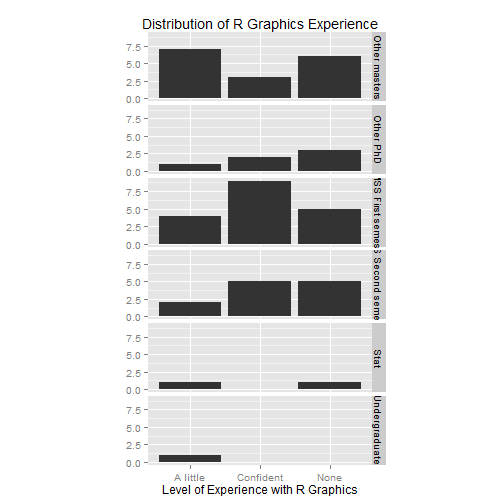 Distribution of R Graphics Experience
7.5
5.0
2.5
0.0
Other masters
7.5
5.0
2.5
0.0
Other PhD
7.5
5.0
2.5
0.0
First
7.5
5.0
2.5
0.0
Second
7.5
5.0
2.5
0.0
Stat
7.5
5.0
2.5
0.0
Undergraduate
A little
Confident
None
Level of Experience with R Graphics